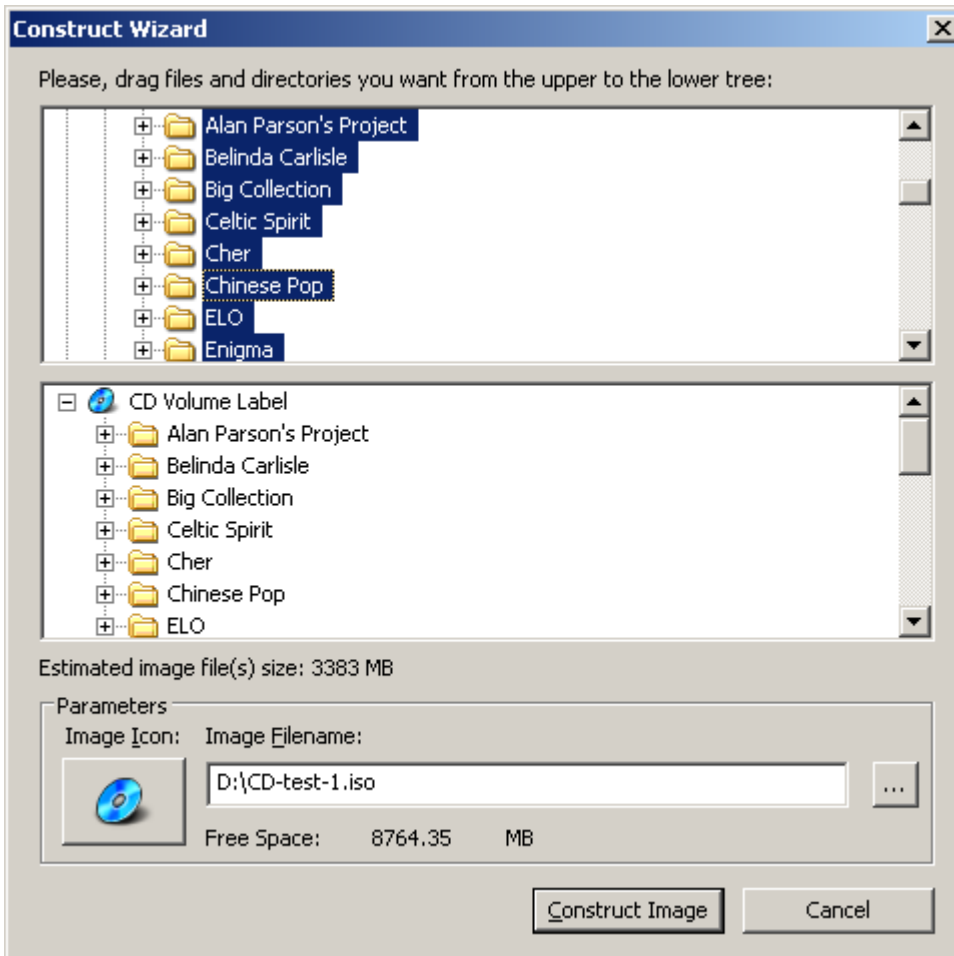 Construct Wizard
Please, drag files and directories you want from the upper to the lower tree:
Alan Parson's Project
Belinda Carlisle
Big Collection
Celtic Spirit
Cher
Chinese Pop
ELO
Enigma
CD Volume Label
Alan Parson's Project
Belinda Carlisle
Big Collection
Celtic Spirit
Cher
Chinese Pop
ELO
Estimated image file(s) size: 3383 MB
Parameters
Image Icon: Image Filename:
D:\CD-test-1.iso ...
Free Space: 8764.35 MB
Construct Image Cancel